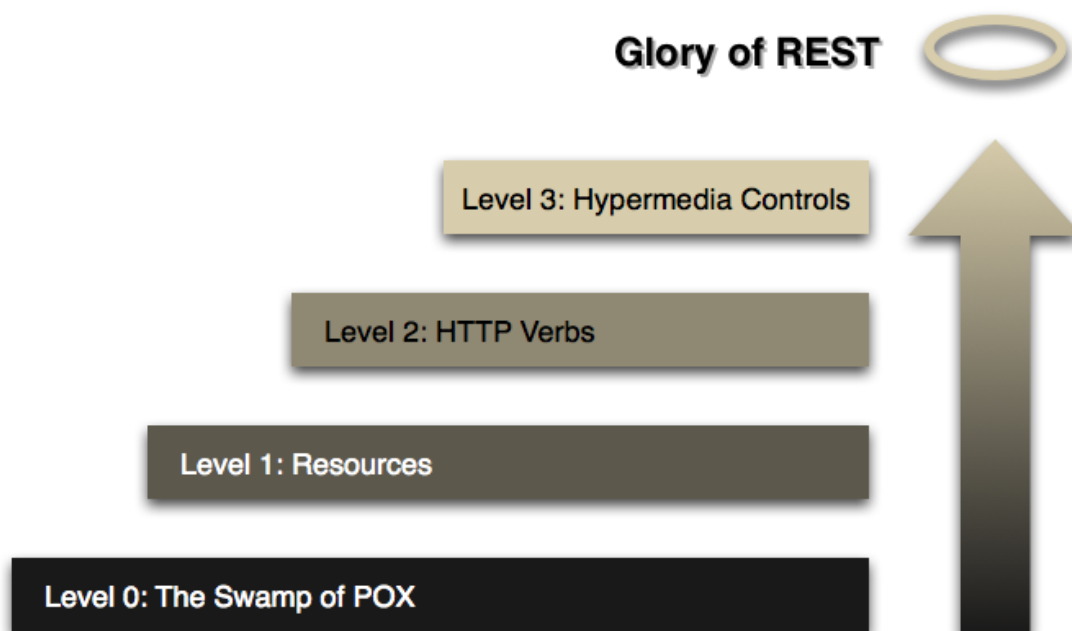 Glory of REST
Level 3: Hypermedia Controls
Level 2: HTTP Verbs
Level 1: Resources
Level 0: The Swamp of POX